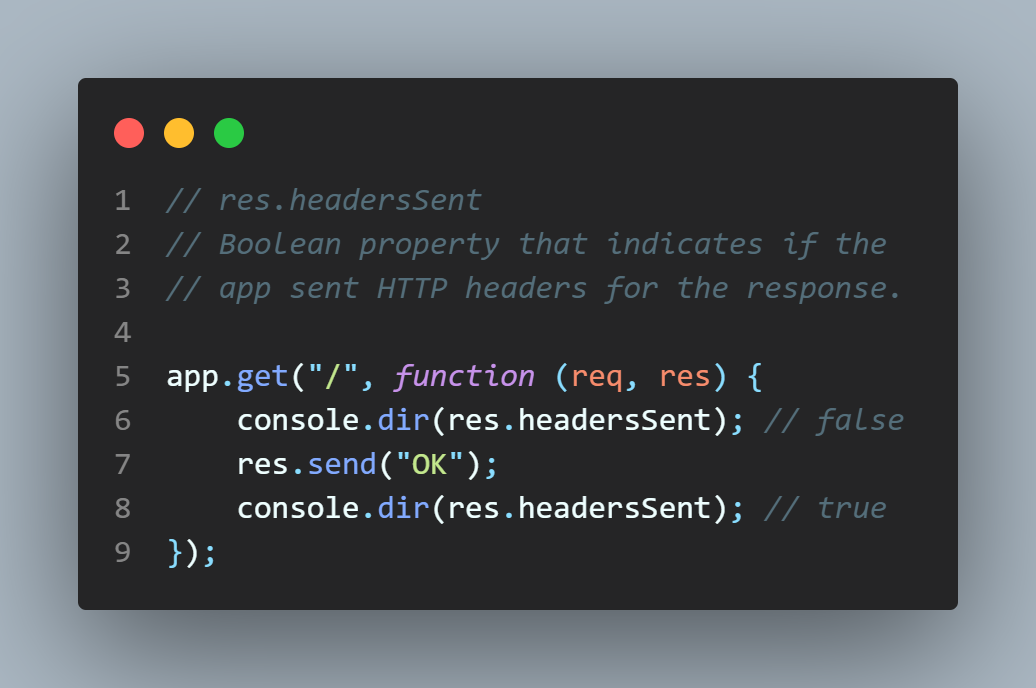 1 // res.headersSent
2 // Boolean property that indicates if the
3 // app sent HTTP headers for the response.
4
5 app.get("/", function (req, res) {
6     console.dir(res.headersSent); // false
7     res.send("OK");
8     console.dir(res.headersSent); // true
9 });